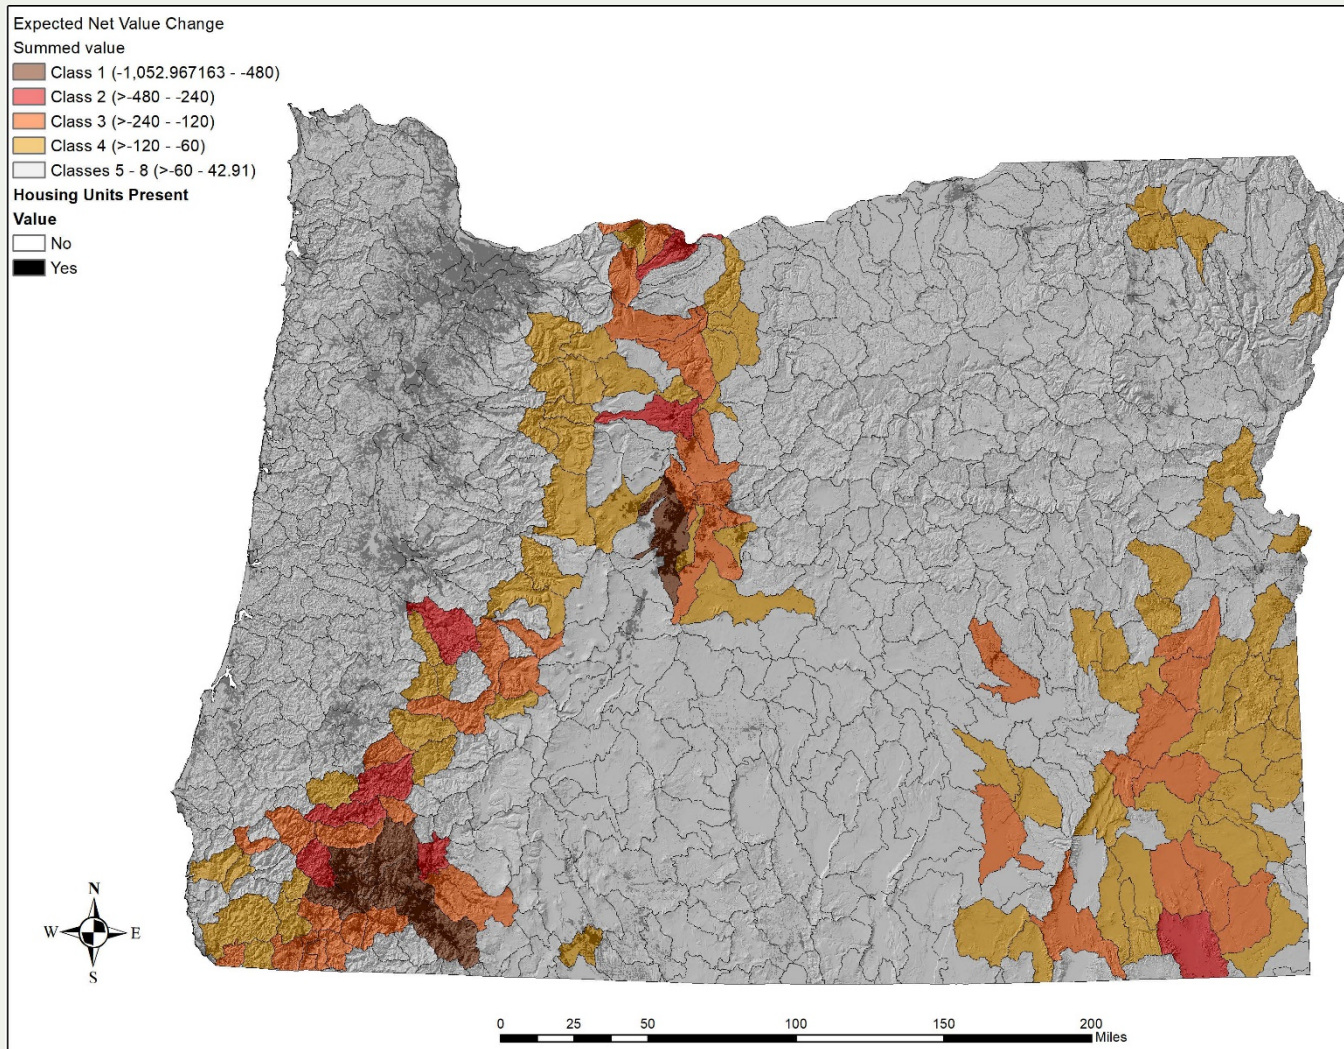 Expected Net Value Change
Summed value
Class 1 (-1,052.967163 - -480)
Class 2 (>-480 - -240)
Class 3 (>-240 - -120)
Class 4 (>-120 - -60)
Classes 5 - 8 (>-60 - 42.91)
Housing Units Present
Value
No
Yes
N
W E
S
0 25 50 100 150 200
Miles